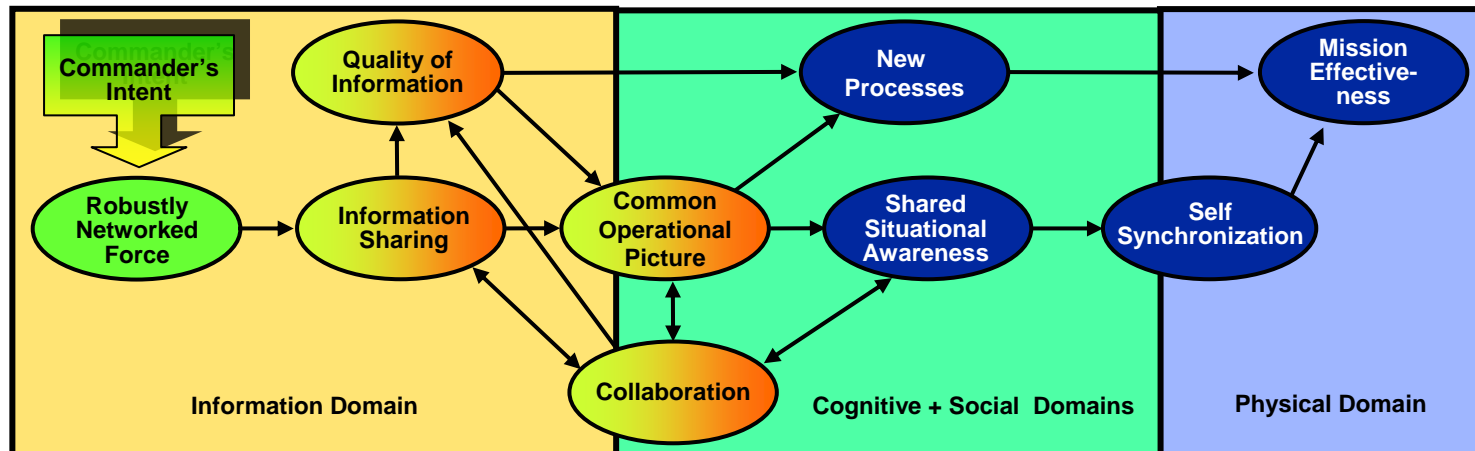 Commander's
Intent
Commander's
Intent
Quality of
Information
New
Processes
Mission
Effective-
ness
Robustly
Networked
Force
Information
Sharing
Common
Operational
Picture
Shared
Situational
Awareness
Self
Synchronization
Collaboration
Information Domain
Cognitive + Social Domains
Physical Domain